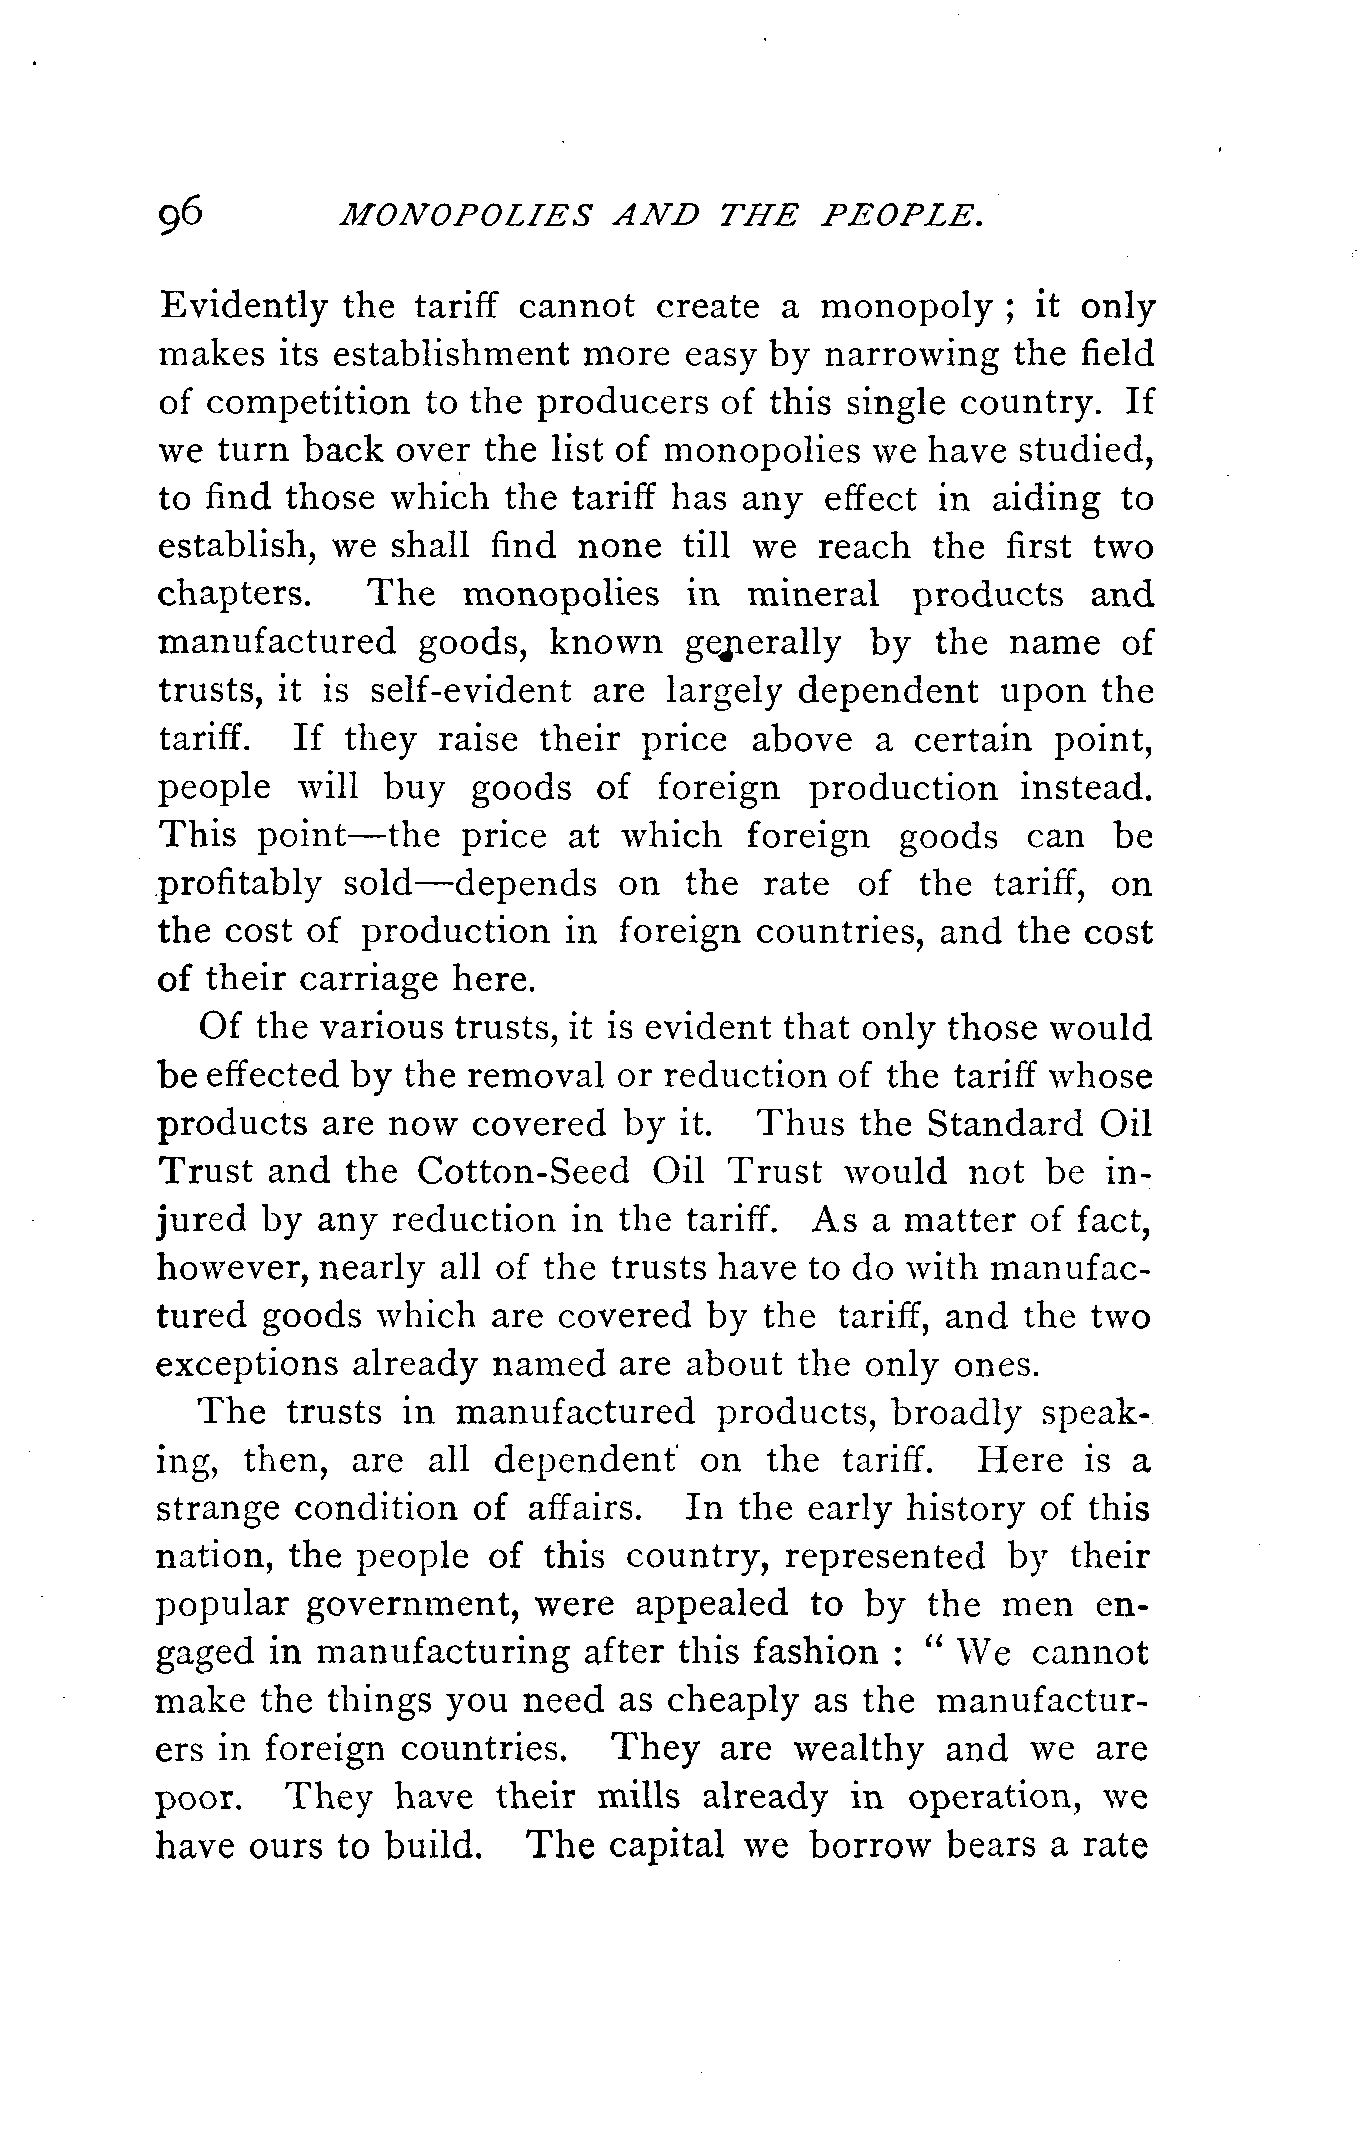 96 MONOPOLIES AND THE PEOPLE.
Evidently the tariff cannot create a monopoly ; it only
makes its establishment more easy by narrowing the field
of competition to the producers of this single country. If
we turn back over the list of monopolies we have studied,
to find those which the tariff has any effect in aiding to
establish, we shall find none till we reach the first two
chapters. The monopolies in mineral products and
manufactured goods, known generally by the name of
trusts, it is self-evident are largely dependent upon the
tariff. If they raise their price above a certain point,
people will buy goods of foreign production instead.
This point—the price at which foreign goods can be
profitably sold—depends on the rate of the tariff, on
the cost of production in foreign countries, and the cost
of their carriage here.
Of the various trusts, it is evident that only those would
be effected by the removal or reduction of the tariff whose
products are now covered by it. Thus the Standard Oil
Trust and the Cotton-Seed Oil Trust would not be in-
jured by any reduction in the tariff. As a matter of fact,
however, nearly all of the trusts have to do with manufac-
tured goods which are covered by the tariff, and the two
exceptions already named are about the only ones.
The trusts in manufactured products, broadly speak-
ing, then, are all dependent on the tariff. Here is a
strange condition of affairs. In the early history of this
nation, the people of this country, represented by their
popular government, were appealed to by the men en-
gaged in manufacturing after this fashion : “ We cannot
make the things you need as cheaply as the manufactur-
ers in foreign countries. They are wealthy and we are
poor. They have their mills already in operation, we
have ours to build. The capital we borrow bears a rate